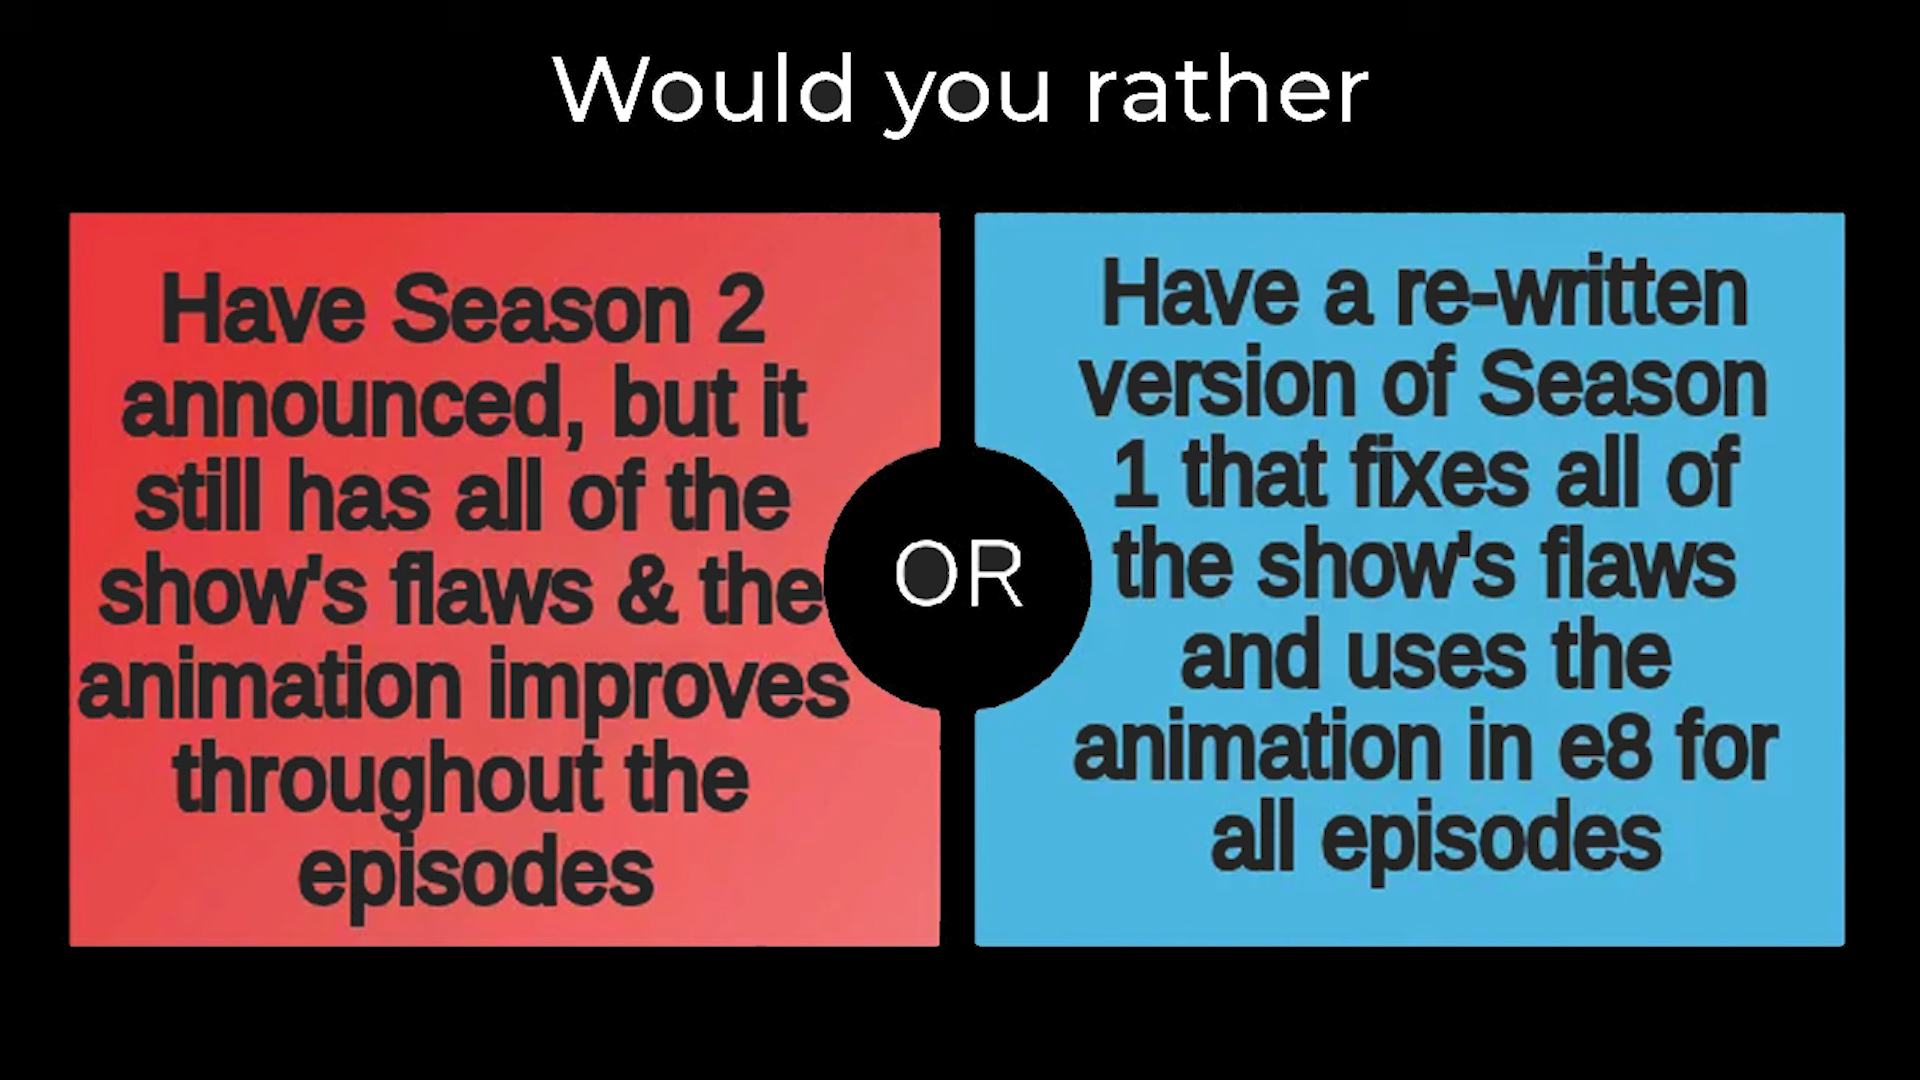 Would you rather
Have Season 2
announced, but it
still has all of the
show's flaws & the
animation improves
throughout the
episodes
OR
Have a re-written
version of Season
1 that fixes all of
the show's flaws
and uses the
animation in e8 for
all episodes